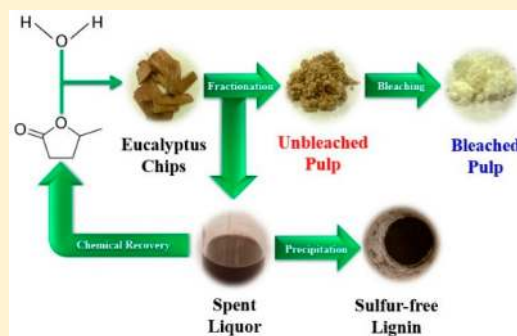 H H
O
O O
Fractionation
Bleaching
Eucalyptus
Chips
Unbleached
Pulp
Bleached
Pulp
Chemical Recovery
Precipitation
Spent
Liquor
Sulfur-free
Lignin